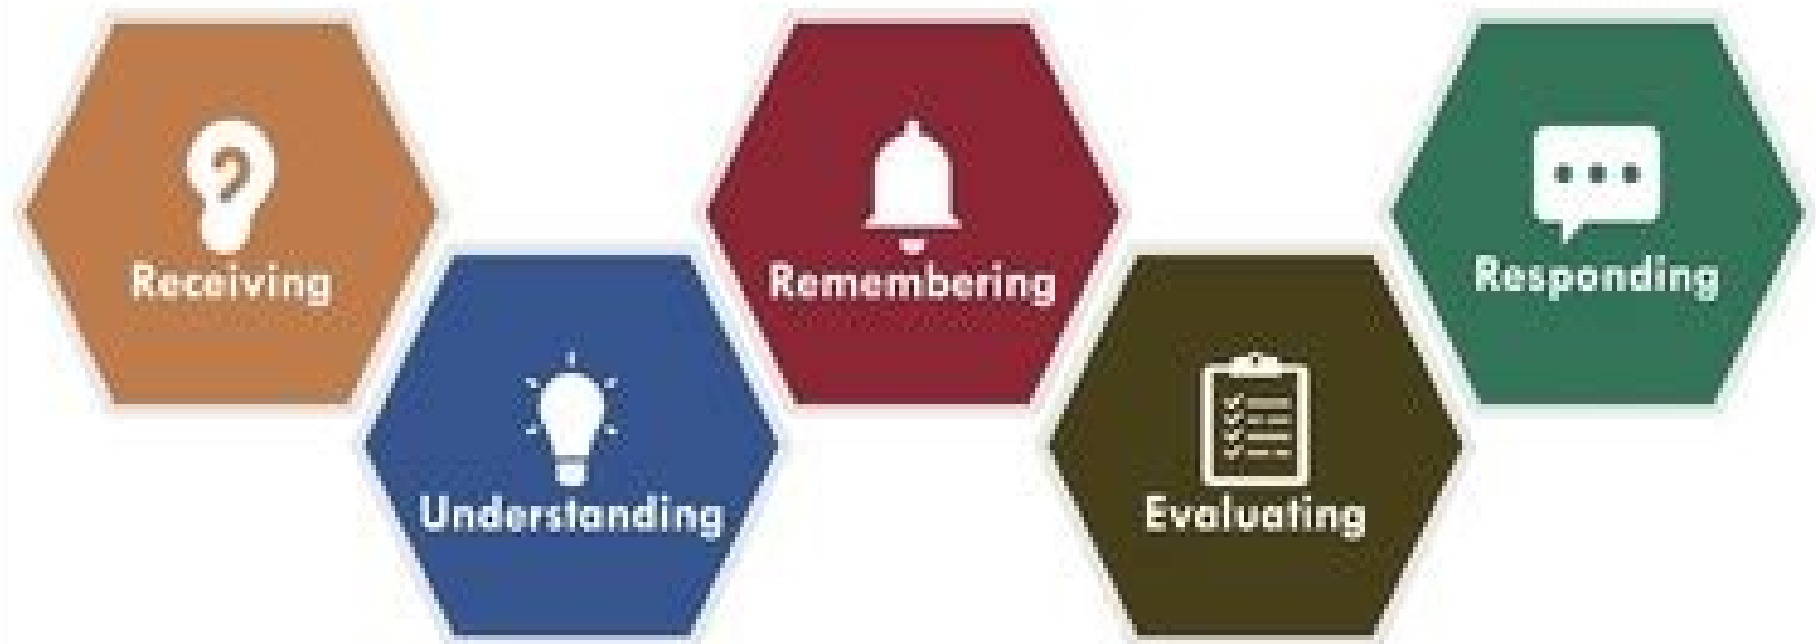 Receiving
Understanding
Remembering
Evaluating
Responding